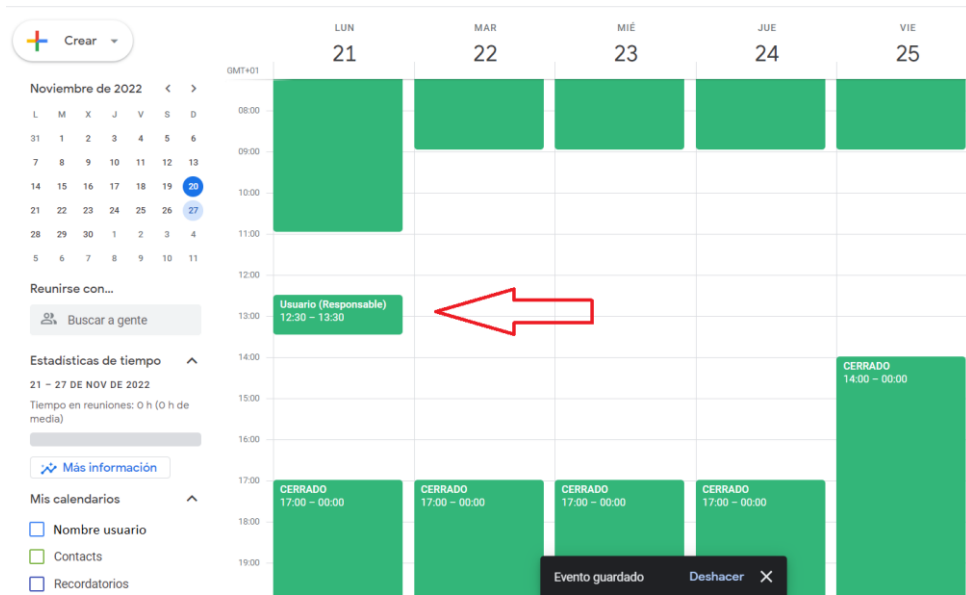 Crear
Noviembre de 2022
L M X J V S D
31 1 2 3 4 5 6
7 8 9 10 11 12 13
14 15 16 17 18 19 20
21 22 23 24 25 26 27
28 29 30 1 2 3 4
5 6 7 8 9 10 11
Reunirse con...
Buscar a gente
Estadísticas de tiempo
21 – 27 DE NOV DE 2022
Tiempo en reuniones: 0 h (0 h de
media)
Más información
Mis calendarios
Nombre usuario
Contacts
Recordatorios
LUN MAR MIÉ JUE VIE
21 22 23 24 25
GMT+01
08:00
09:00
10:00
11:00
12:00
Usuario (Responsable)
12:30 – 13:30
13:00
14:00
CERRADO
14:00 – 00:00
15:00
16:00
17:00
CERRADO CERRADO CERRADO CERRADO
17:00 – 00:00 17:00 – 00:00 17:00 – 00:00 17:00 – 00:00
18:00
19:00
Evento guardado Deshacer